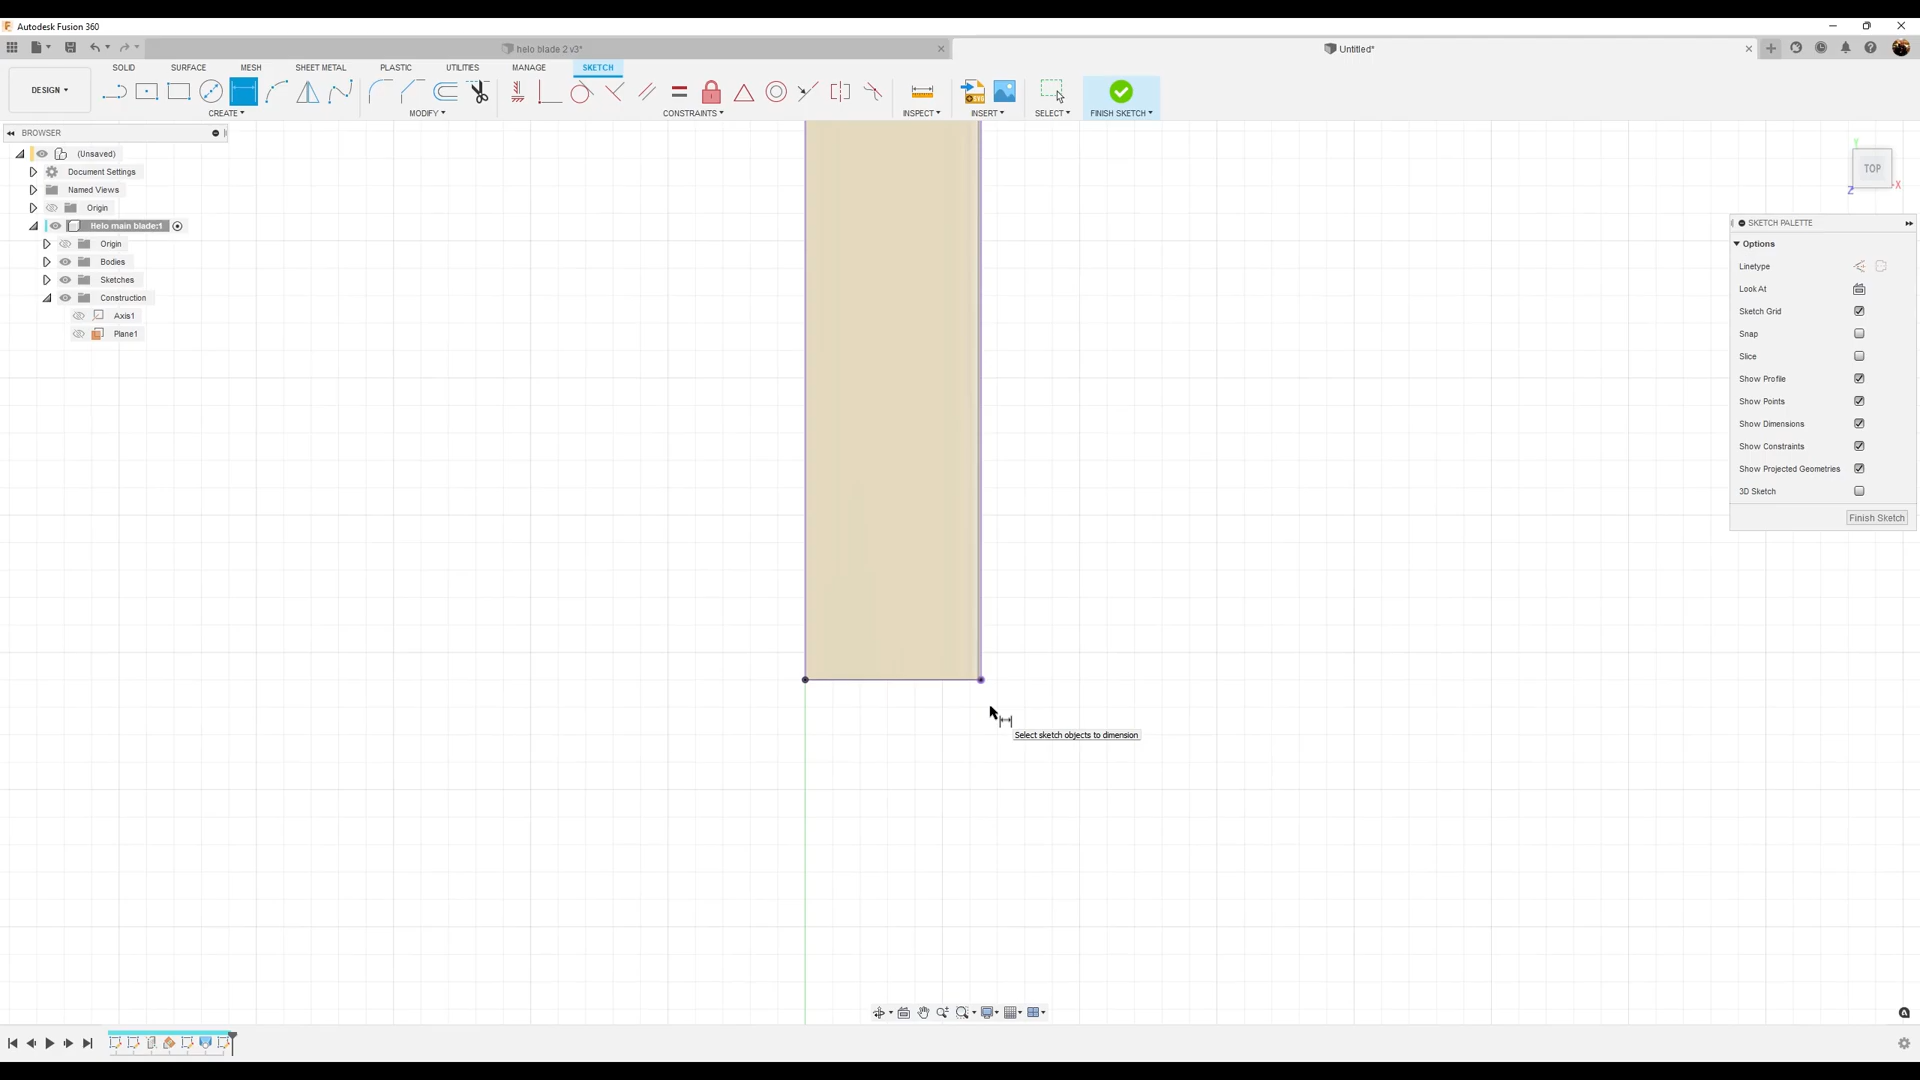 Autodesk Fusion 360
helo blade 2 v3*
Untitled*
DESIGN
SOLID SURFACE MESH SHEET METAL PLASTIC UTILITIES MANAGE SKETCH
CREATE MODIFY CONSTRAINTS INSPECT INSERT SELECT FINISH SKETCH
BROWSER
(Unsaved)
Document Settings
Named Views
Origin
Helo main blade:1
Origin
Bodies
Sketches
Construction
Axis1
Plane1
Y
TOP
X
Z
SKETCH PALETTE
Options
Linetype
Look At
Sketch Grid
Snap
Slice
Show Profile
Show Points
Show Dimensions
Show Constraints
Show Projected Geometries
3D Sketch
Finish Sketch
Select sketch objects to dimension